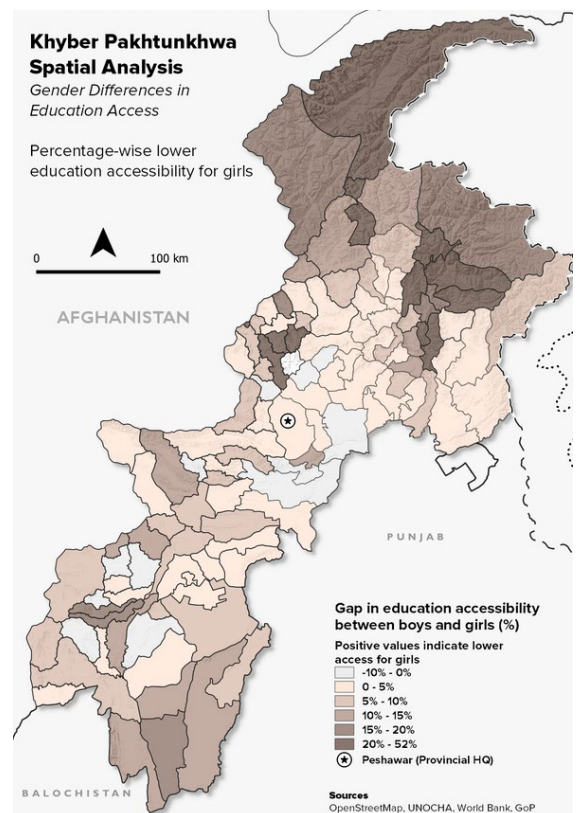 Khyber Pakhtunkhwa
Spatial Analysis
Gender Differences in
Education Access
Percentage-wise lower
education accessibility for girls
0 100 km
AFGHANISTAN
PUNJAB
Gap in education accessibility
between boys and girls (%)
Positive values indicate lower
access for girls
-10% - 0%
0 - 5%
5% - 10%
10% - 15%
15% - 20%
20% - 52%
Peshawar (Provincial HQ)
BALOCHISTAN
Sources
OpenStreetMap, UNOCHA, World Bank, GoP